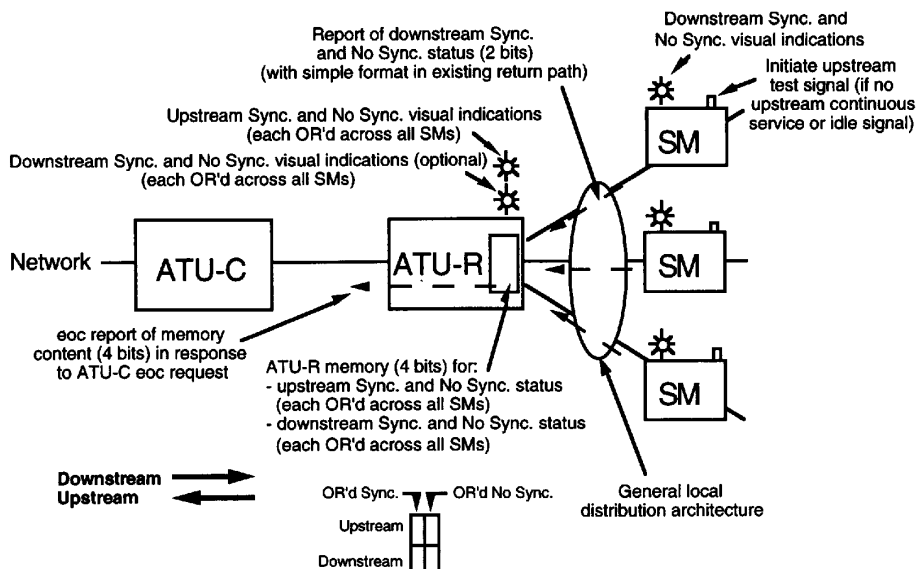 Downstream Sync. and
No Sync. visual indications
Report of downstream Sync.
and No Sync. status (2 bits)
(with simple format in existing return path)
Initiate upstream
test signal (if no
upstream continuous
service or idle signal)
Upstream Sync. and No Sync. visual indications
(each OR'd across all SMs)
Downstream Sync. and No Sync. visual indications (optional)
(each OR'd across all SMs)
SM
Network
ATU-C
ATU-R
SM
SM
eoc report of memory
content (4 bits) in response
to ATU-C eoc request
ATU-R memory (4 bits) for:
- upstream Sync. and No Sync. status
(each OR'd across all SMs)
- downstream Sync. and No Sync. status
(each OR'd across all SMs)
General local
distribution architecture
Downstream
Upstream
OR'd Sync.
OR'd No Sync.
Upstream
Downstream